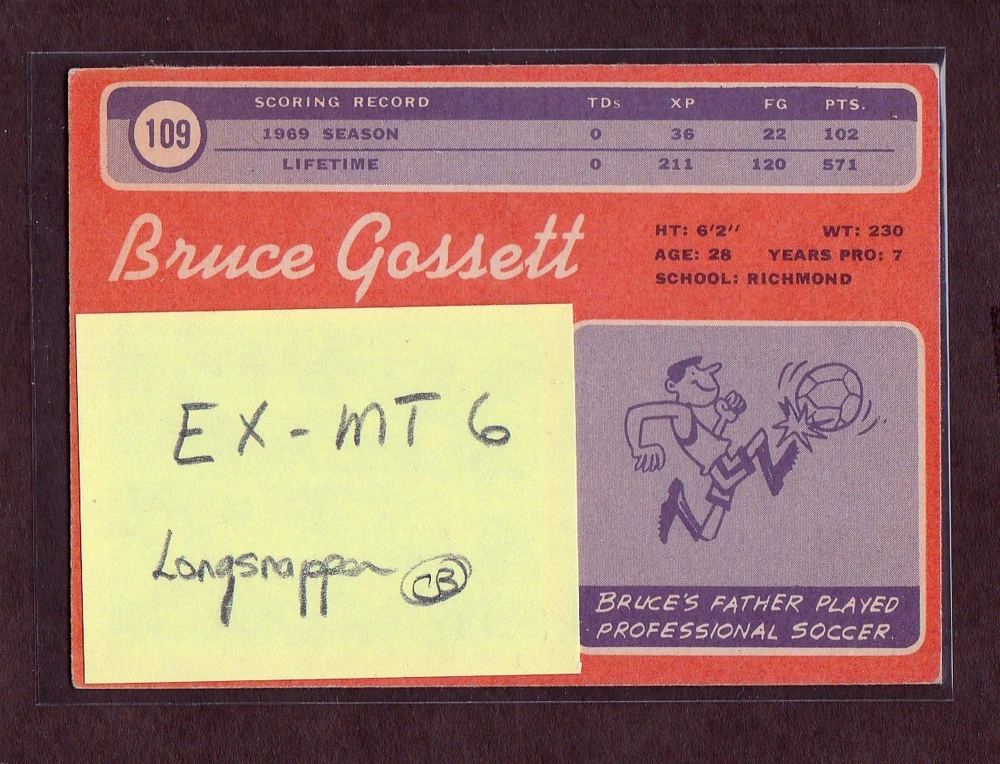 109
SCORING RECORD TDs XP FG PTS.
1969 SEASON 0 36 22 102
LIFETIME 0 211 120 571
Bruce Gossett
HT: 6'2" WT: 230
AGE: 28 YEARS PRO: 7
SCHOOL: RICHMOND
EX-MT 6
Longsnapper CB
BRUCE'S FATHER PLAYED
PROFESSIONAL SOCCER.